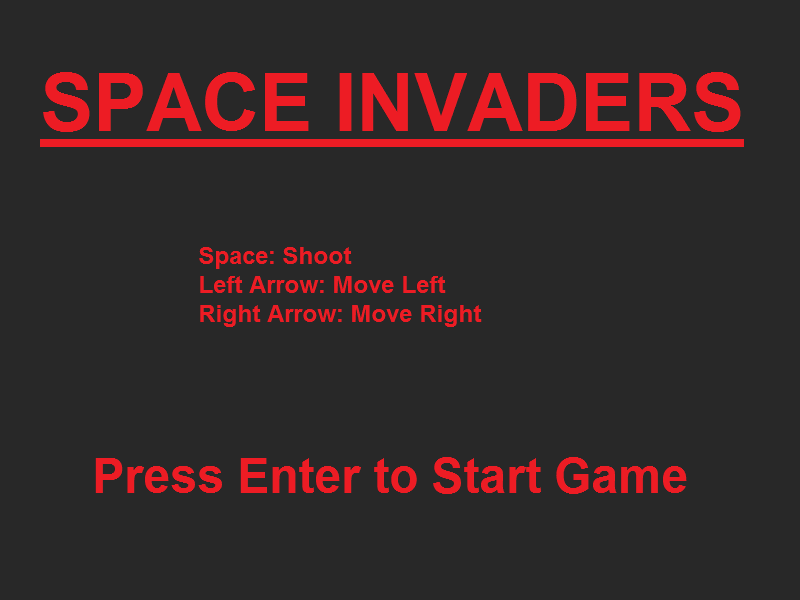 SPACE INVADERS
Space: Shoot
Left Arrow: Move Left
Right Arrow: Move Right
Press Enter to Start Game